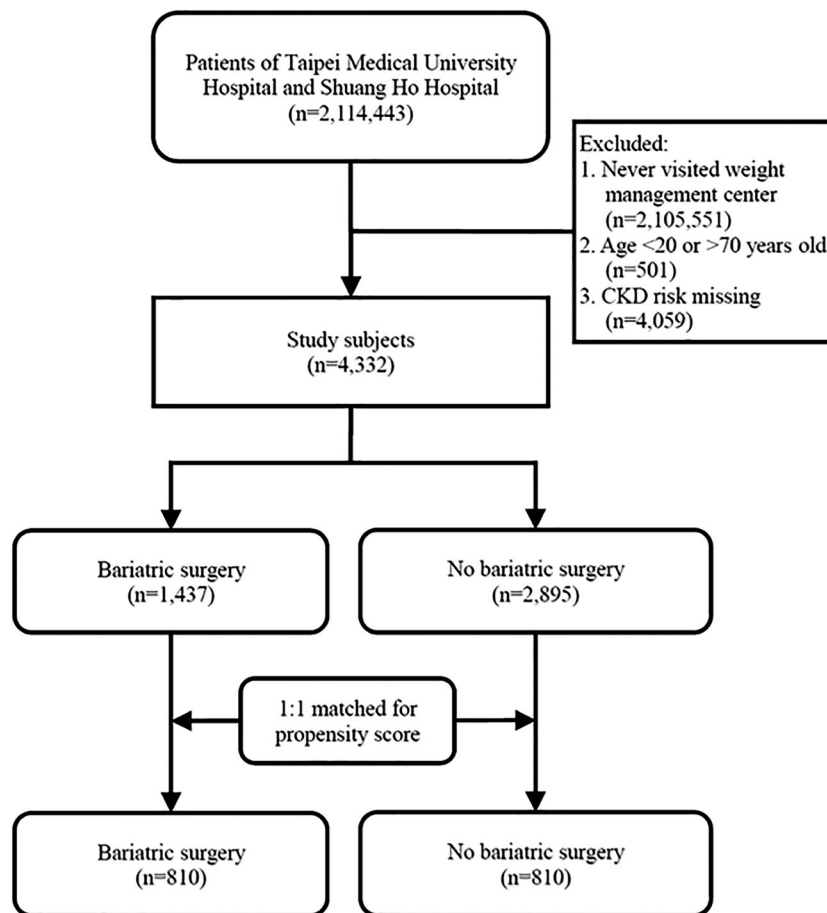 Patients of Taipei Medical University
Hospital and Shuang Ho Hospital
(n=2,114,443)
Excluded:
1. Never visited weight
management center
(n=2,105,551)
2. Age <20 or >70 years old
(n=501)
3. CKD risk missing
(n=4,059)
Study subjects
(n=4,332)
Bariatric surgery
(n=1,437)
No bariatric surgery
(n=2,895)
1:1 matched for
propensity score
Bariatric surgery
(n=810)
No bariatric surgery
(n=810)